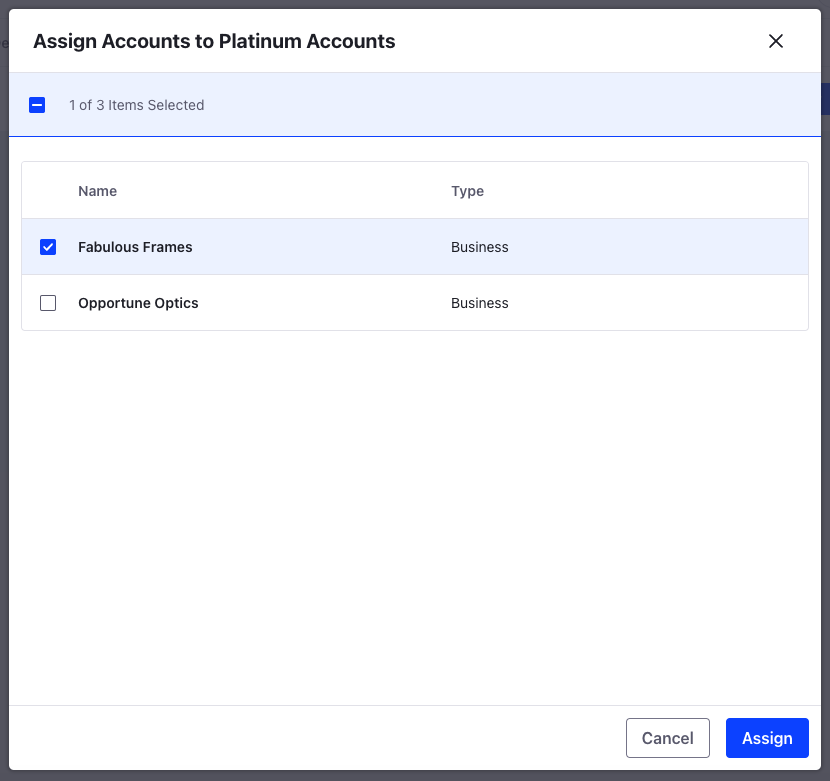 Assign Accounts to Platinum Accounts
1 of 3 Items Selected
Name Type
Fabulous Frames Business
Opportune Optics Business
Cancel Assign